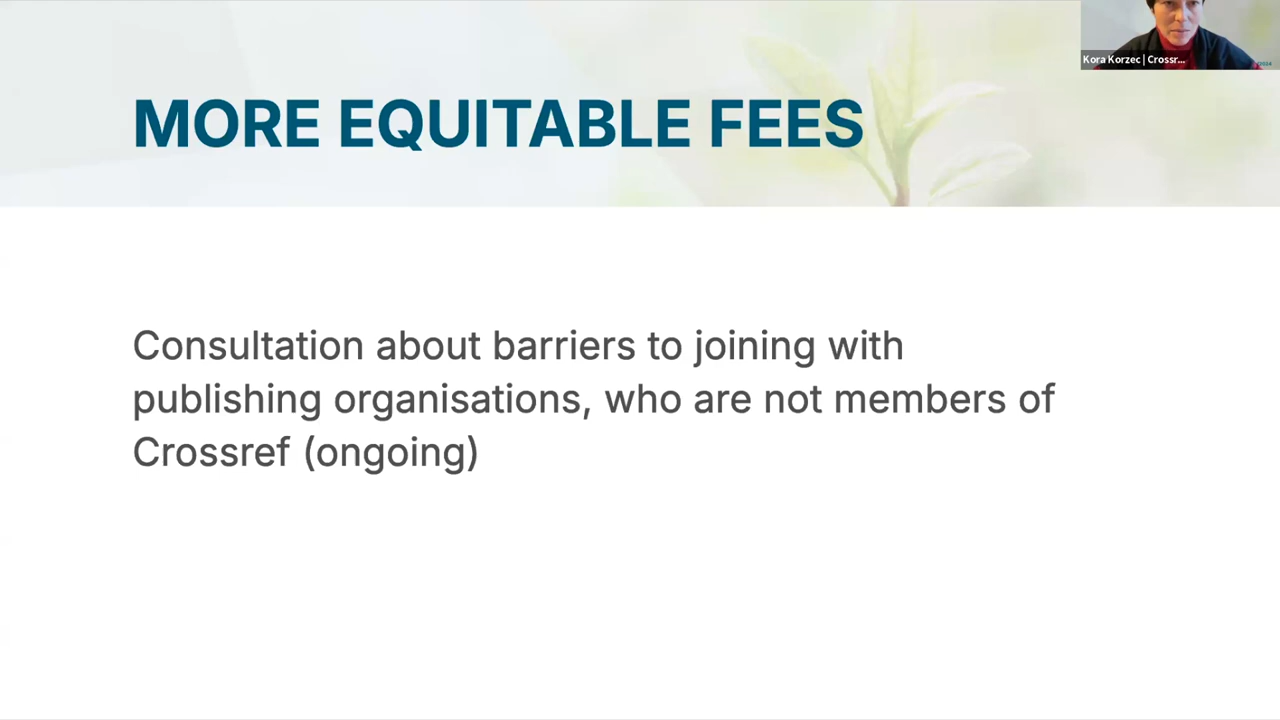 Kora Korzec | Crossr...
MORE EQUITABLE FEES
Consultation about barriers to joining with
publishing organisations, who are not members of
Crossref (ongoing)